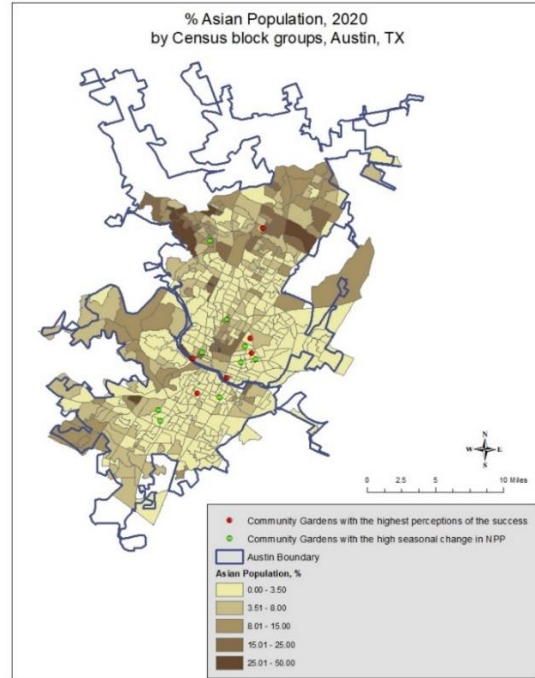 % Asian Population, 2020
by Census block groups, Austin, TX
N
W E
S
0 2.5 5 10 Miles
Community Gardens with the highest perceptions of the success
Community Gardens with the high seasonal change in NPP
Austin Boundary
Asian Population, %
0.00 - 3.50
3.51 - 8.00
8.01 - 15.00
15.01 - 25.00
25.01 - 50.00